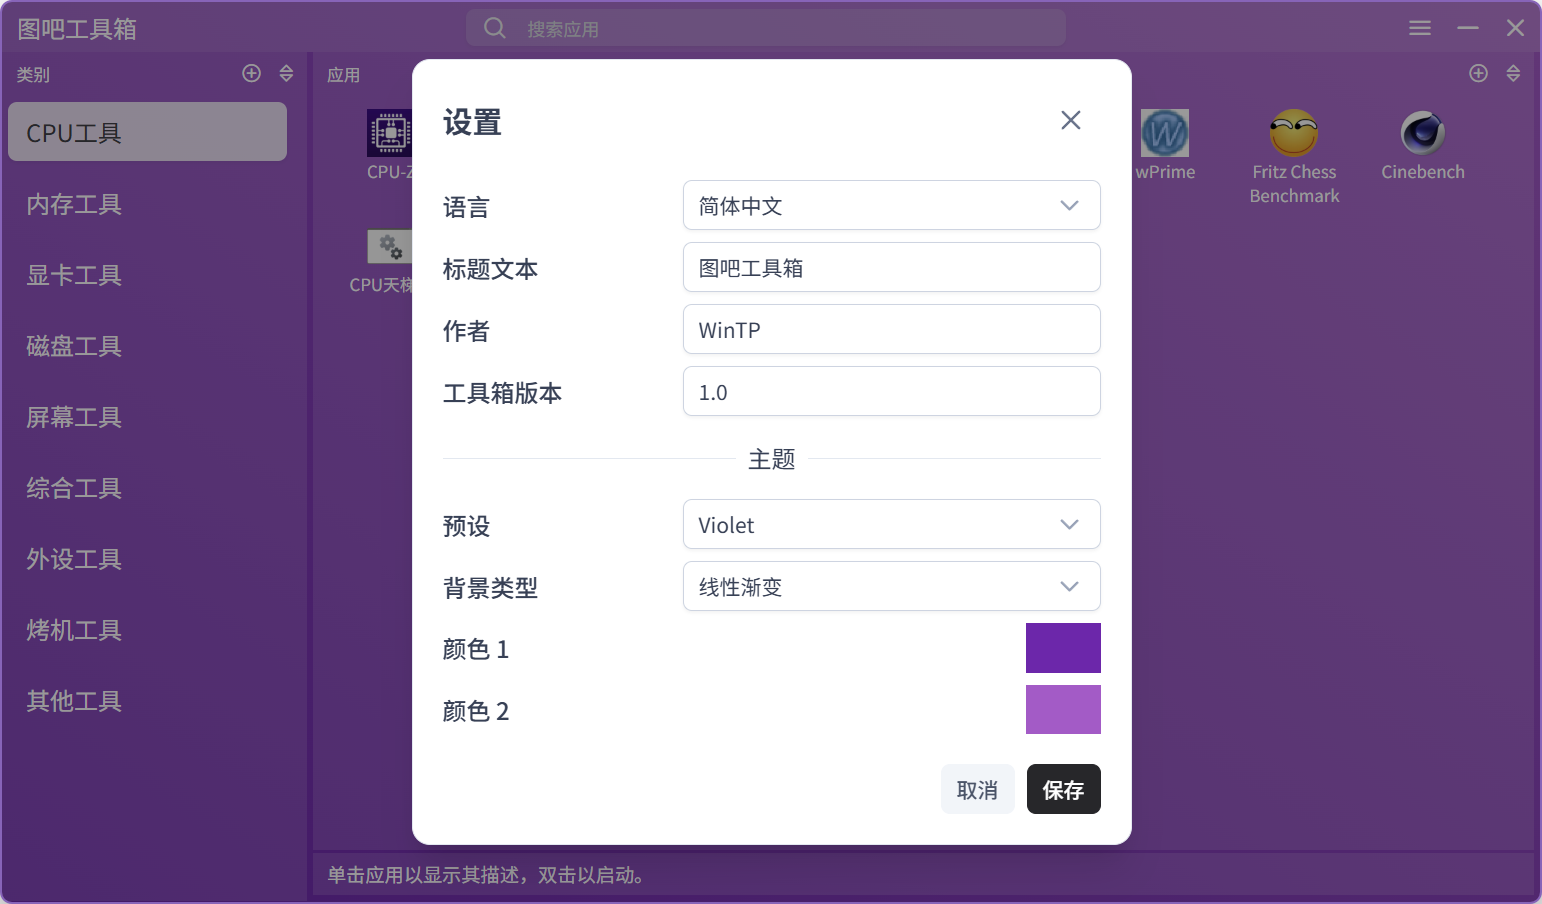 图吧工具箱
搜索应用
类别
应用
CPU工具
内存工具
显卡工具
磁盘工具
屏幕工具
综合工具
外设工具
烤机工具
其他工具
CPU-Z
wPrime
Fritz Chess
Benchmark
Cinebench
CPU天梯
设置
语言
简体中文
标题文本
图吧工具箱
作者
WinTP
工具箱版本
1.0
主题
预设
Violet
背景类型
线性渐变
颜色 1
颜色 2
取消
保存
单击应用以显示其描述，双击以启动。